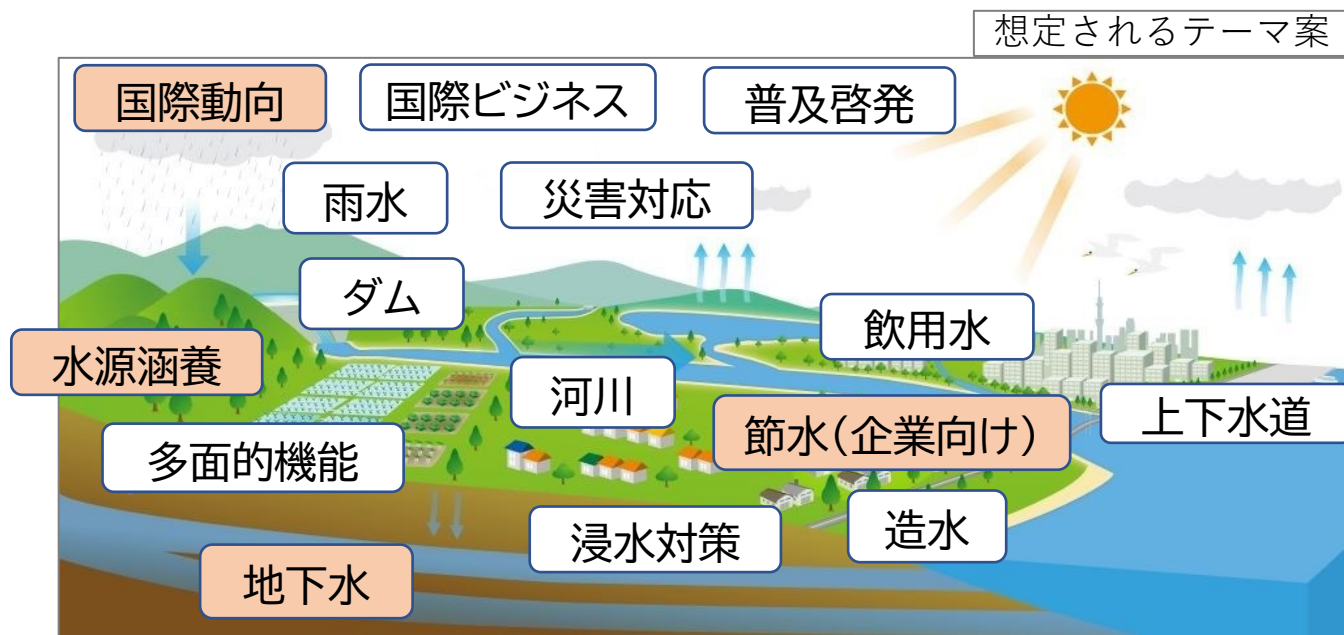 想定されるテーマ案
国際動向
国際ビジネス
普及啓発
雨水
災害対応
ダム
飲用水
水源涵養
河川
上下水道
節水(企業向け)
多面的機能
造水
浸水対策
地下水